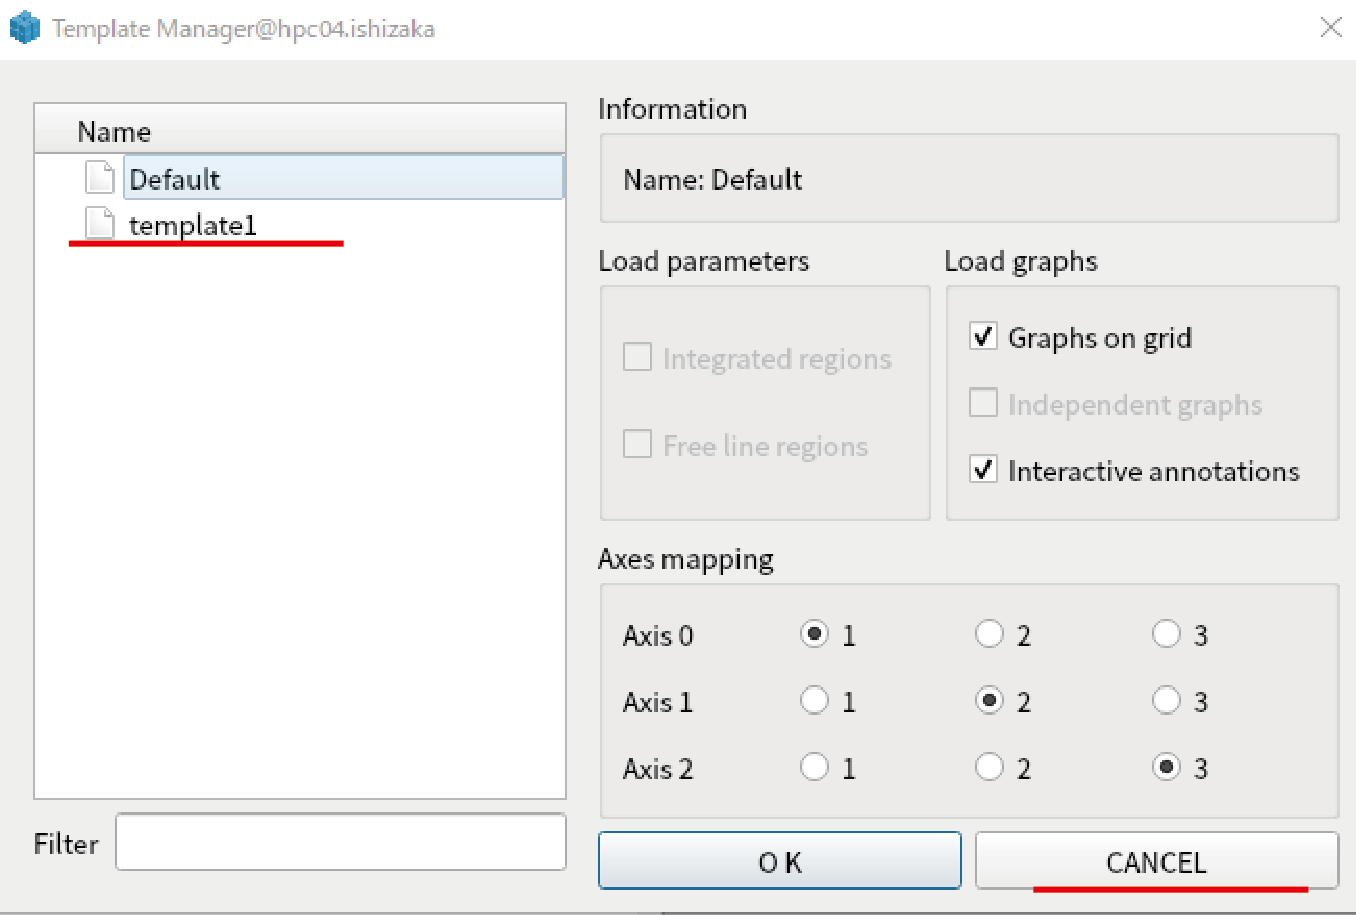 Template Manager@hpc04.ishizaka
Name
Default
template1
Filter
Information
Name: Default
Load parameters
Integrated regions
Free line regions
Load graphs
Graphs on grid
Independent graphs
Interactive annotations
Axes mapping
Axis 0 1 2 3
Axis 1 1 2 3
Axis 2 1 2 3
OK
CANCEL